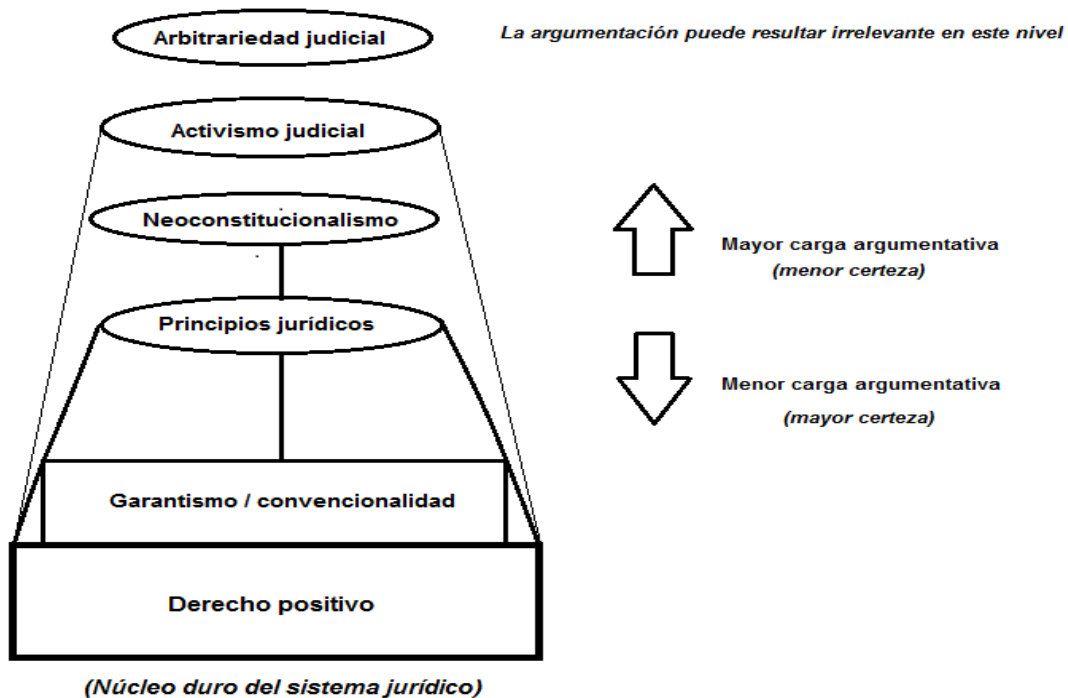 Arbitrariedad judicial
La argumentación puede resultar irrelevante en este nivel
Activismo judicial
Neoconstitucionalismo
Mayor carga argumentativa
(menor certeza)
Principios jurídicos
Menor carga argumentativa
(mayor certeza)
Garantismo / convencionalidad
Derecho positivo
(Núcleo duro del sistema jurídico)